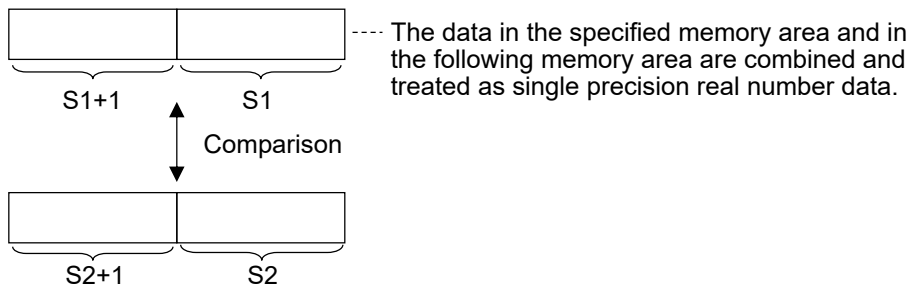 The data in the specified memory area and in
the following memory area are combined and
treated as single precision real number data.
S1+1
S1
Comparison
S2+1
S2